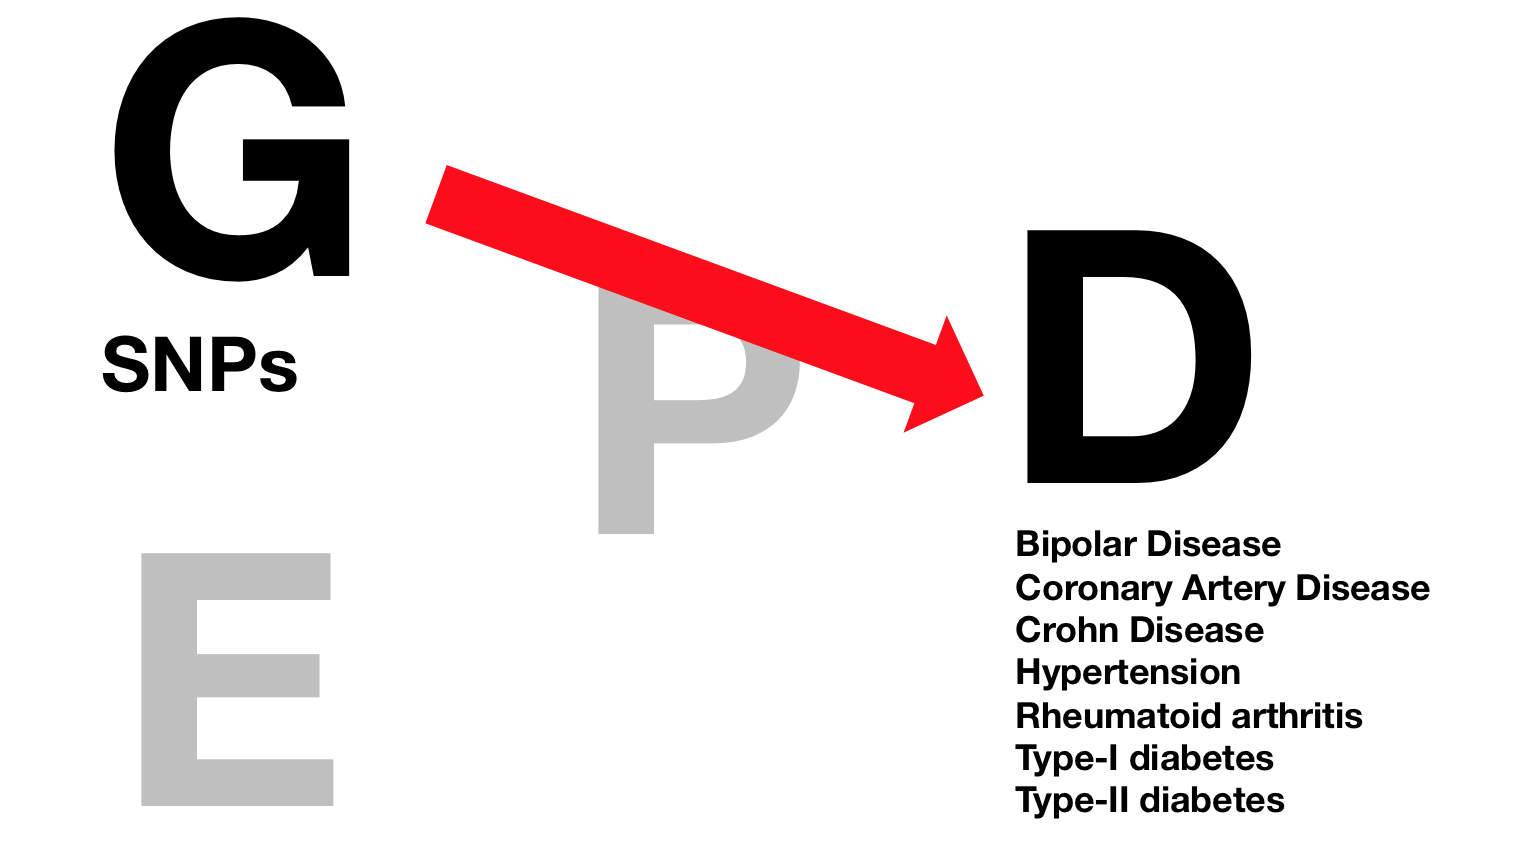 G
SNPs
P
E
D
Bipolar Disease
Coronary Artery Disease
Crohn Disease
Hypertension
Rheumatoid arthritis
Type-I diabetes
Type-II diabetes